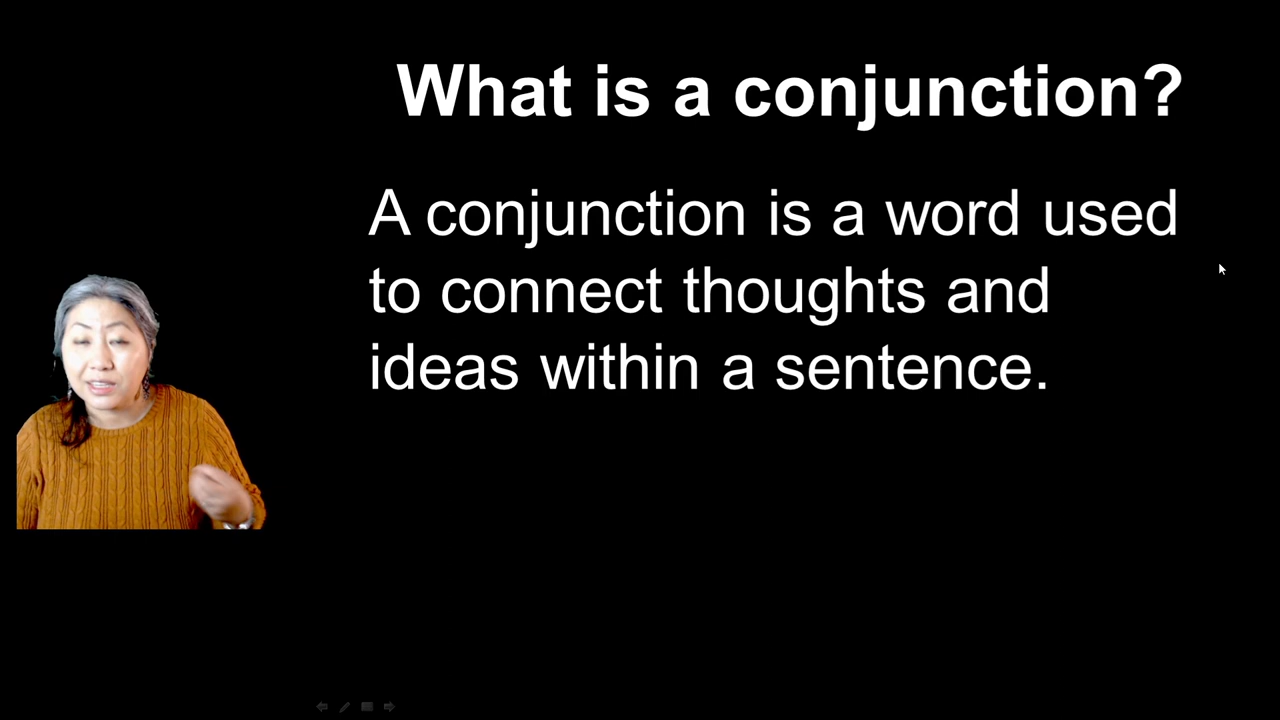 What is a conjunction?
A conjunction is a word used
to connect thoughts and
ideas within a sentence.